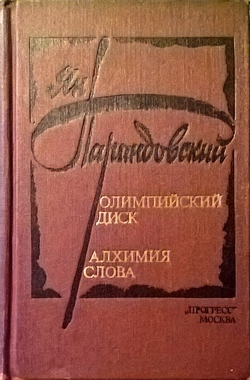 Ян
Парандовский
ОЛИМПИЙСКИЙ
ДИСК
АЛХИМИЯ
СЛОВА
„ПРОГРЕСС”
МОСКВА